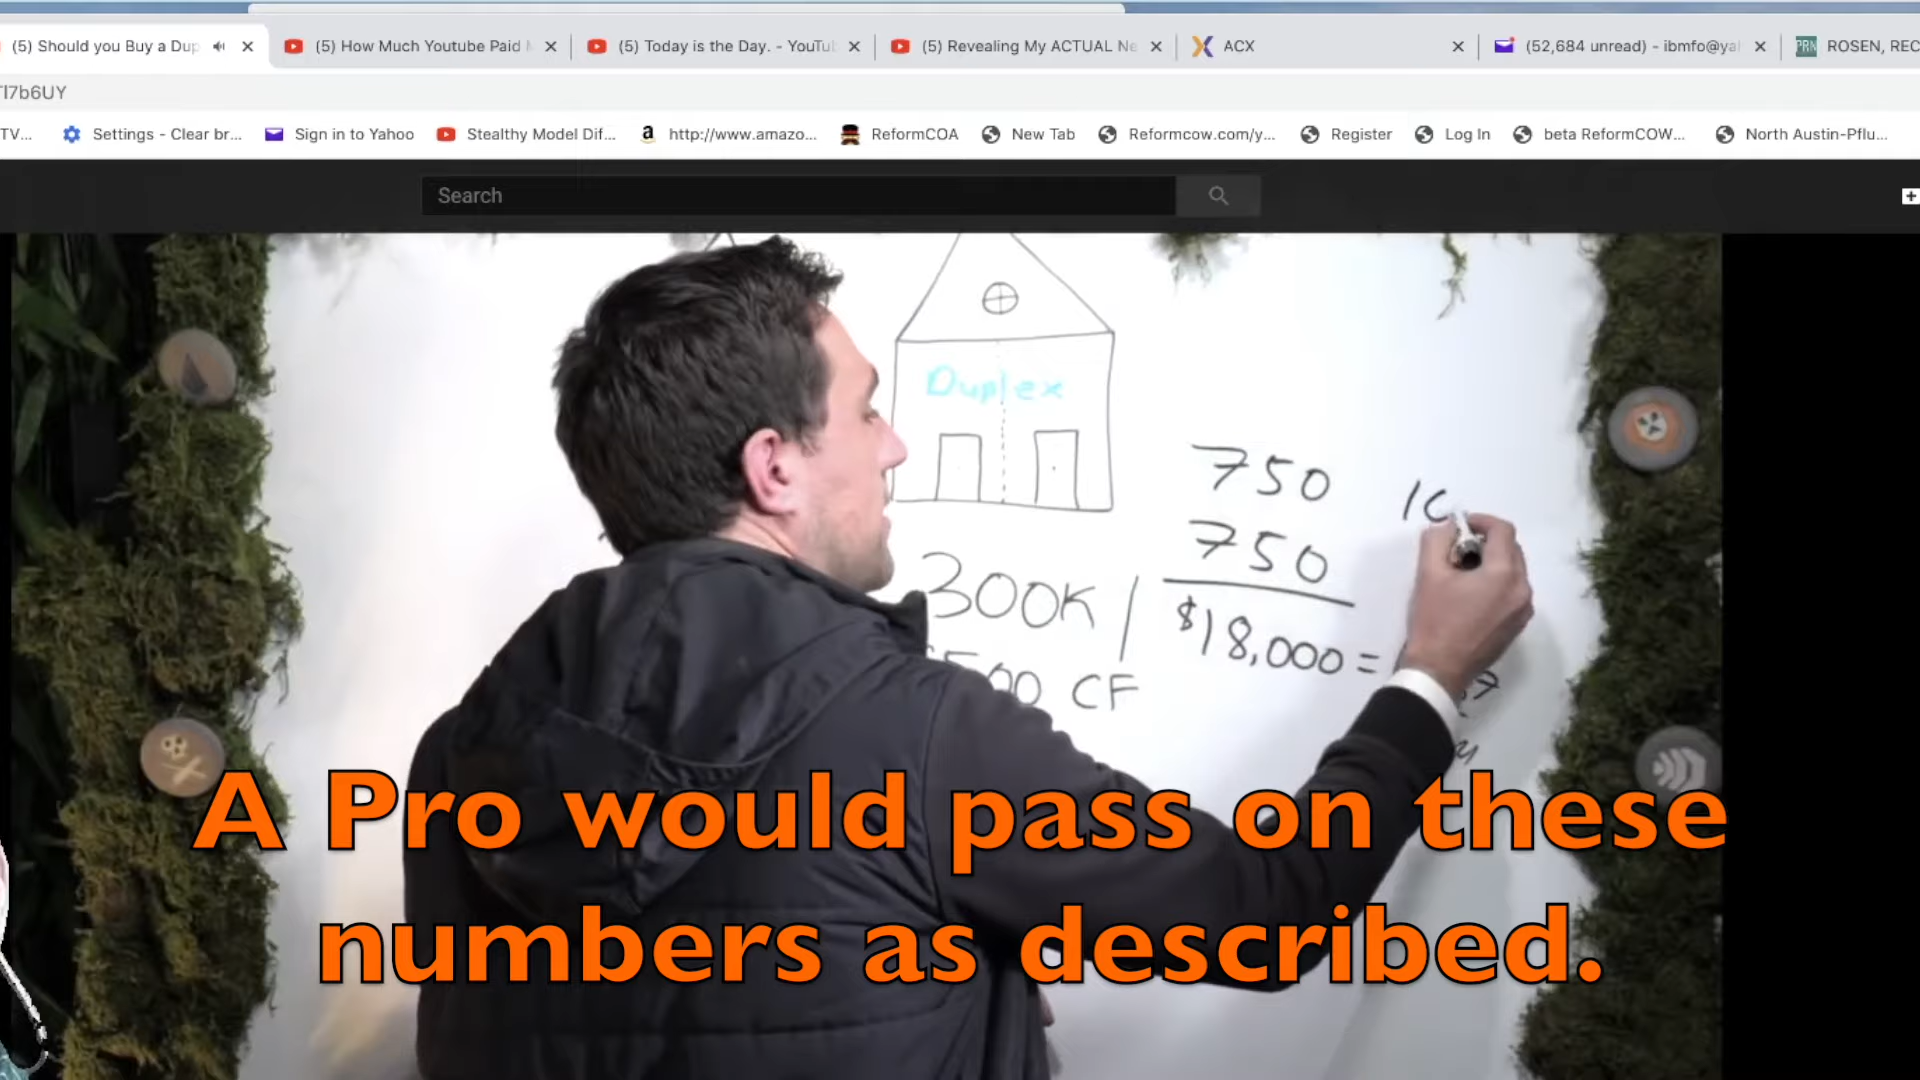 (5) Should you Buy a Dup
(5) How Much Youtube Paid
(5) Today is the Day. - YouTu
(5) Revealing My ACTUAL Ne
ACX
(52,684 unread) - ibmfo@ya
PRN
ROSEN, REC
l7b6UY
TV...
Settings - Clear br...
Sign in to Yahoo
Stealthy Model Dif...
http://www.amazo...
ReformCOA
New Tab
Reformcow.com/y...
Register
Log In
beta ReformCOW...
North Austin-Pflu...
Search
Duplex
750
750
$18,000 =
300K /
500 CF
A Pro would pass on these
numbers as described.